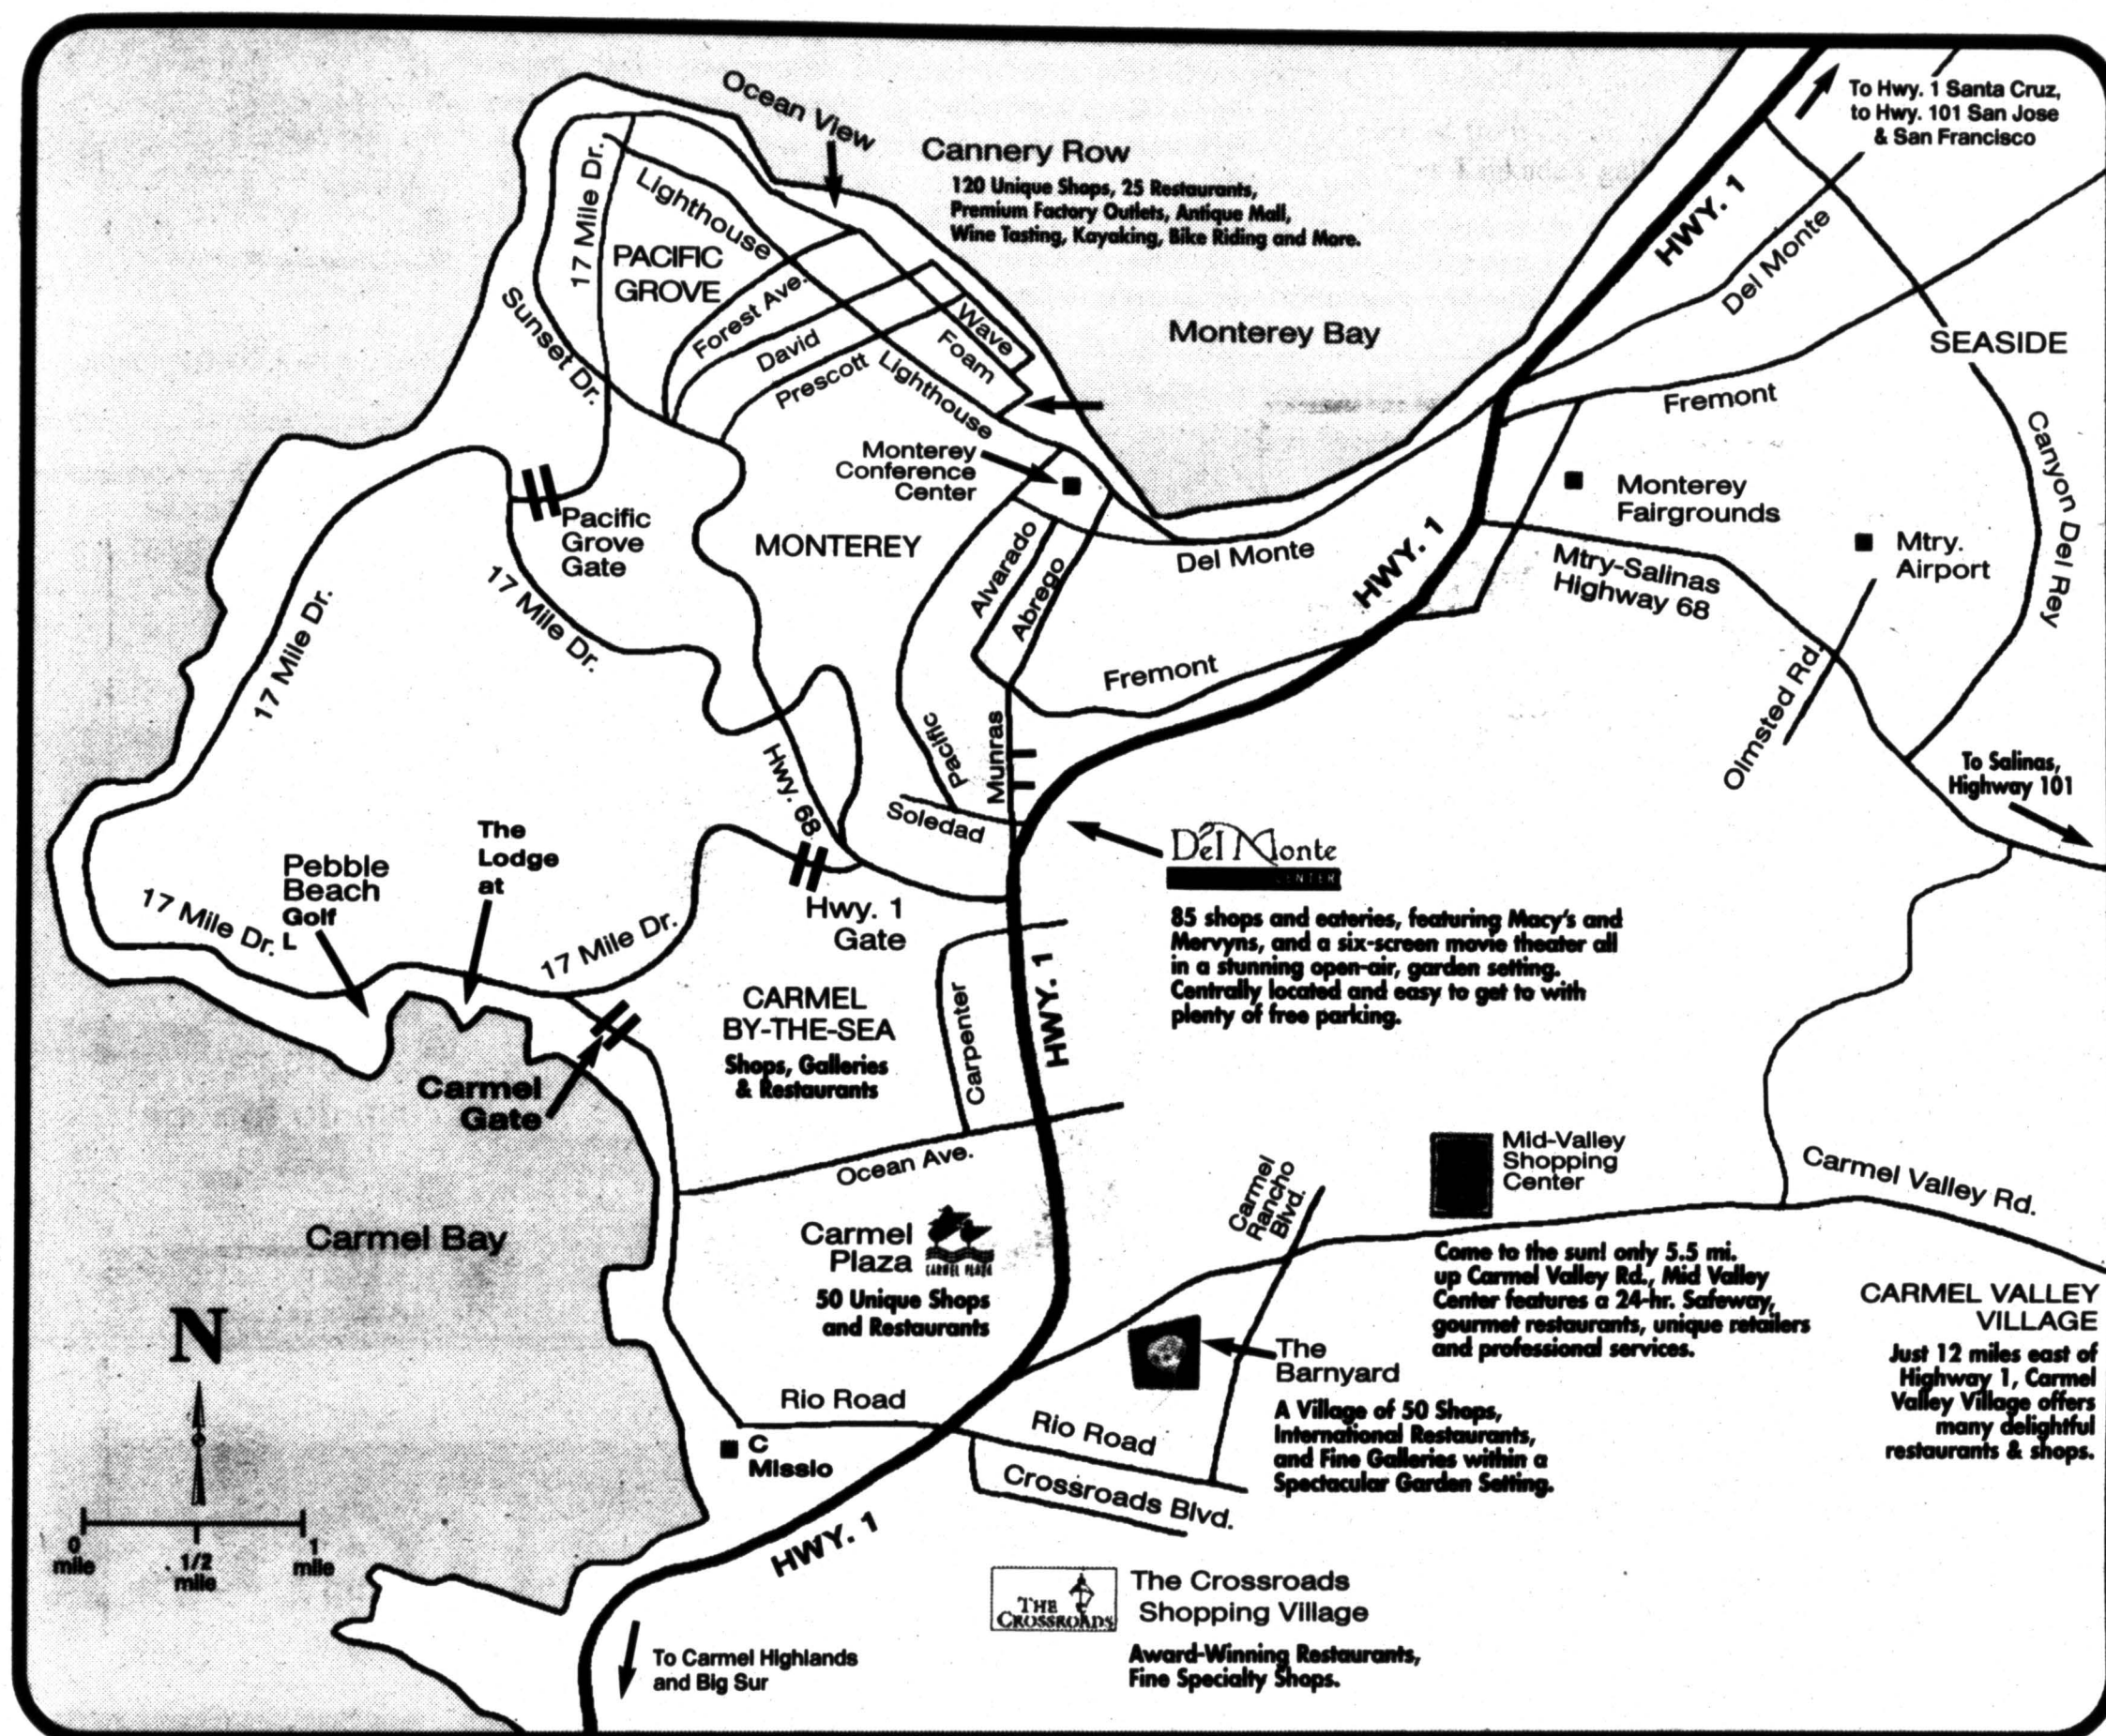 Ocean View
Cannery Row
120 Unique Shops, 25 Restaurants,
Premium Factory Outlets, Antique Mall,
Wine Tasting, Kayaking, Bike Riding and More.
To Hwy. 1 Santa Cruz,
to Hwy. 101 San Jose
& San Francisco
HWY. 1
Del Monte
17 Mile Dr.
Lighthouse
PACIFIC
GROVE
Sunset Dr.
Forest Ave.
David
Prescott
Wave
Foam
Lighthouse
Monterey Bay
SEASIDE
Fremont
Canyon Del Rey
Monterey
Conference
Center
Monterey
Fairgrounds
Mtry.
Airport
Pacific
Grove
Gate
MONTEREY
Alvarado
Abrego
Del Monte
HWY. 1
Mtry-Salinas
Highway 68
17 Mile Dr.
17 Mile Dr.
Fremont
Olmsted Rd.
Pacific
Munras
Hwy. 68
Soledad
To Salinas,
Highway 101
Del Monte
CENTER
85 shops and eateries, featuring Macy's and
Mervyns, and a six-screen movie theater all
in a stunning open-air, garden setting.
Centrally located and easy to get to with
plenty of free parking.
The
Lodge
at
Pebble
Beach
Golf
L
17 Mile Dr.
17 Mile Dr.
Hwy. 1
Gate
CARMEL
BY-THE-SEA
Shops, Galleries
& Restaurants
Carpenter
HWY. 1
Carmel
Gate
Ocean Ave.
Carmel Bay
Carmel
Plaza
CARMEL PLAZA
50 Unique Shops
and Restaurants
Carmel
Rancho
Blvd.
Mid-Valley
Shopping
Center
Carmel Valley Rd.
Come to the sun! only 5.5 mi.
up Carmel Valley Rd., Mid Valley
Center features a 24-hr. Safeway,
gourmet restaurants, unique retailers
and professional services.
CARMEL VALLEY
VILLAGE
Just 12 miles east of
Highway 1, Carmel
Valley Village offers
many delightful
restaurants & shops.
The
Barnyard
A Village of 50 Shops,
International Restaurants,
and Fine Galleries within a
Spectacular Garden Setting.
N
Rio Road
Rio Road
C
Missio
Crossroads Blvd.
HWY. 1
0
mile
1/2
mile
1
mile
THE
CROSSROADS
The Crossroads
Shopping Village
Award-Winning Restaurants,
Fine Specialty Shops.
To Carmel Highlands
and Big Sur